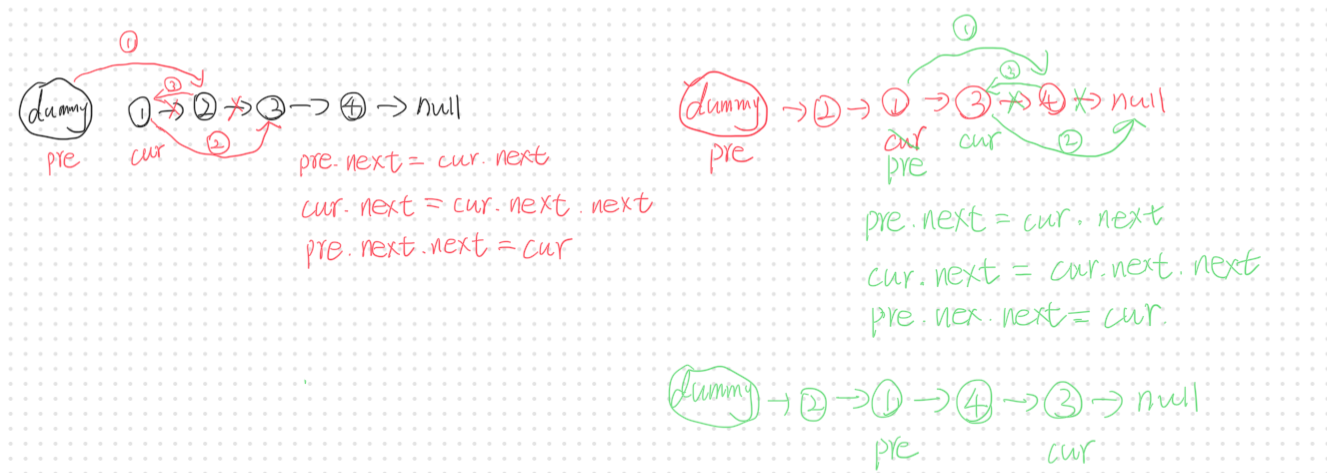 ①
③
dummy ① → ② → ③ → ④ → null
②
pre cur
pre.next = cur.next
cur.next = cur.next.next
pre.next.next = cur
①
③
dummy → ② → ① → ③ → ④ → null
②
pre cur cur
pre
pre.next = cur.next
cur.next = cur.next.next
pre.nex.next = cur.
dummy → ② → ① → ④ → ③ → null
pre cur